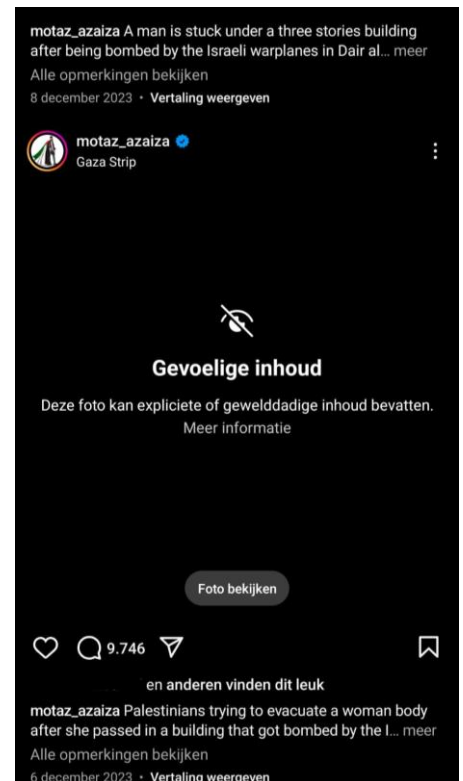 motaz_azaiza A man is stuck under a three stories building
after being bombed by the Israeli warplanes in Dair al... meer
Alle opmerkingen bekijken
8 december 2023 • Vertaling weergeven
motaz_azaiza
Gaza Strip
Gevoelige inhoud
Deze foto kan expliciete of gewelddadige inhoud bevatten.
Meer informatie
Foto bekijken
9.746
en anderen vinden dit leuk
motaz_azaiza Palestinians trying to evacuate a woman body
after she passed in a building that got bombed by the I... meer
Alle opmerkingen bekijken
6 december 2023 • Vertaling weergeven